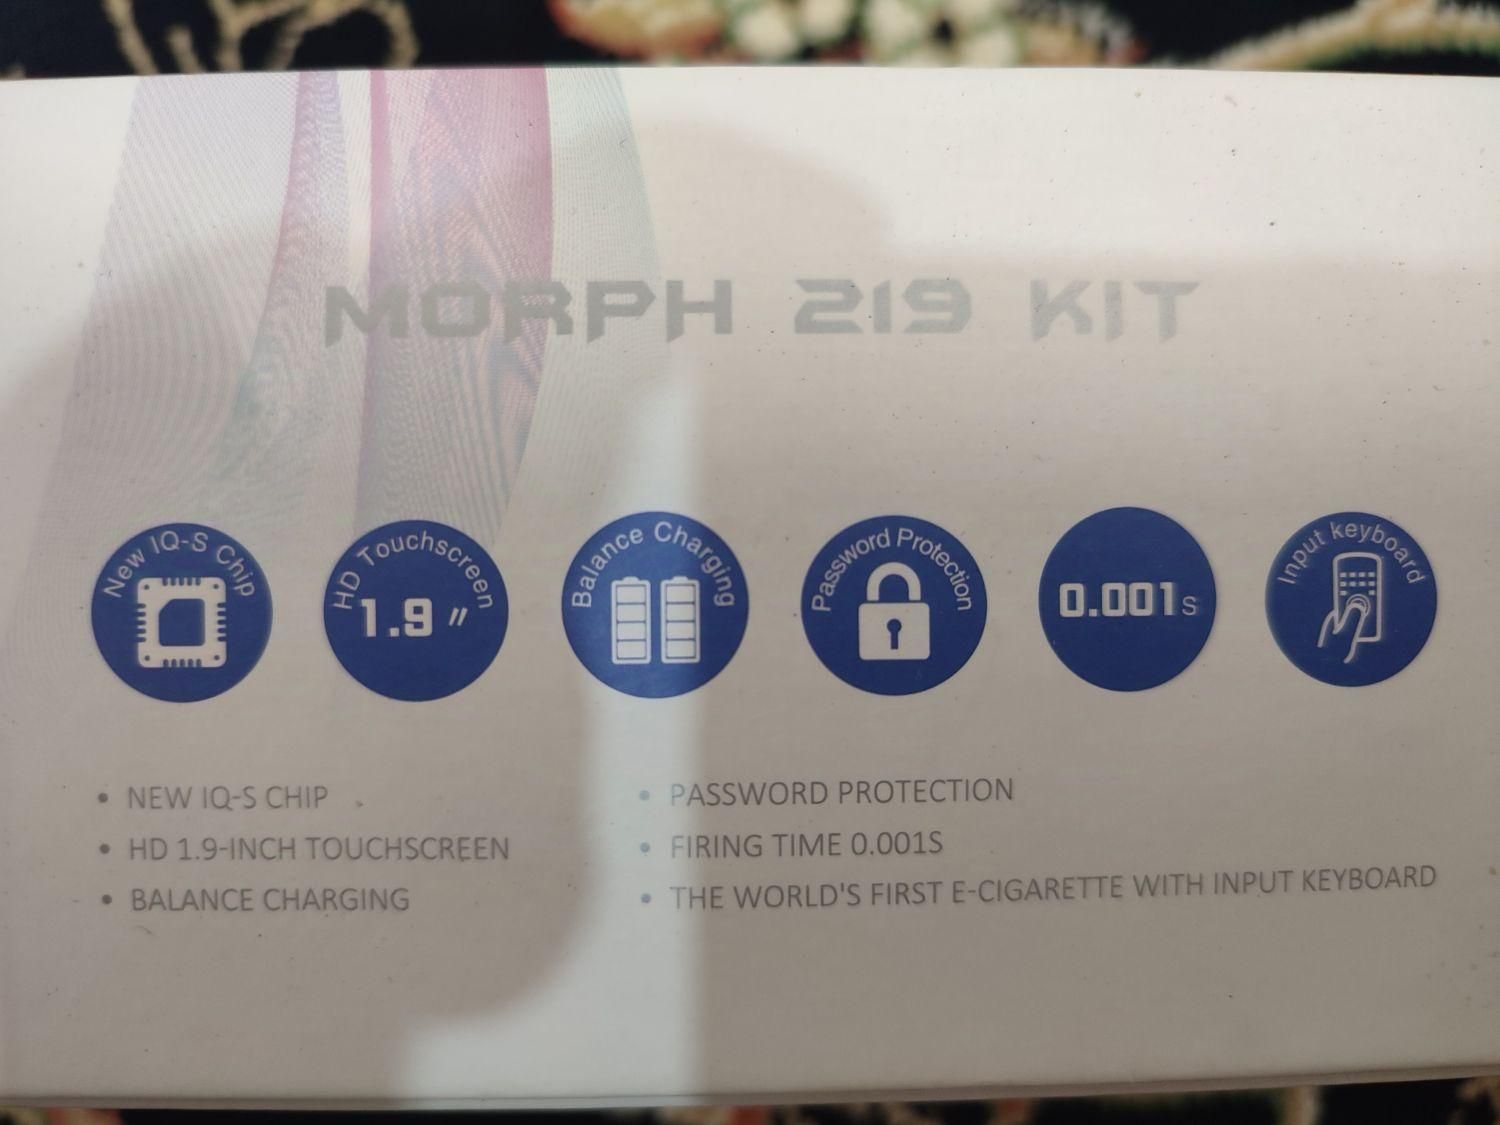 MORPH 219 KIT
New IQ-S Chip
HD Touchscreen
1.9"
Balance Charging
Password Protection
0.001s
Input keyboard
• NEW IQ-S CHIP
• HD 1.9-INCH TOUCHSCREEN
• BALANCE CHARGING
• PASSWORD PROTECTION
• FIRING TIME 0.001S
• THE WORLD'S FIRST E-CIGARETTE WITH INPUT KEYBOARD